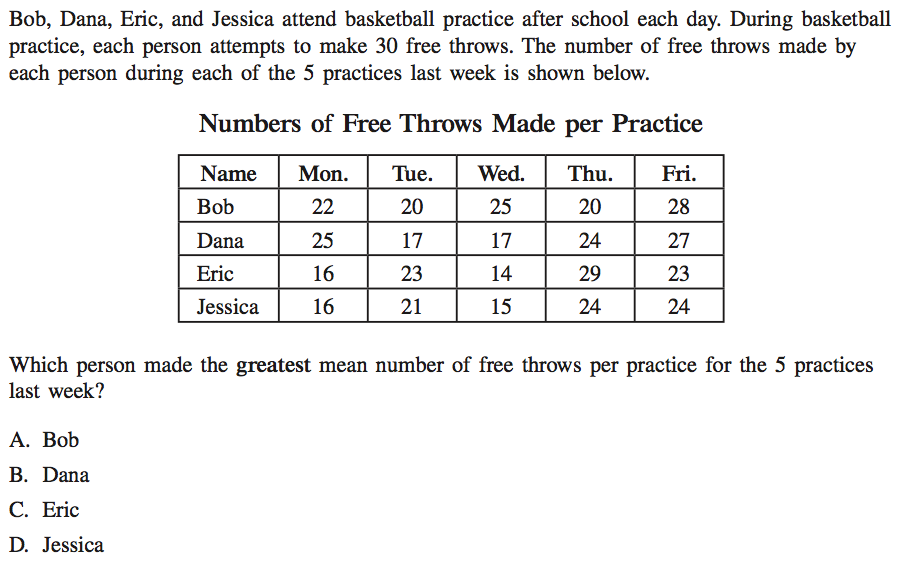 Bob, Dana, Eric, and Jessica attend basketball practice after school each day. During basketball
practice, each person attempts to make 30 free throws. The number of free throws made by
each person during each of the 5 practices last week is shown below.
Numbers of Free Throws Made per Practice
Name Mon. Tue. Wed. Thu. Fri.
Bob 22 20 25 20 28
Dana 25 17 17 24 27
Eric 16 23 14 29 23
Jessica 16 21 15 24 24
Which person made the greatest mean number of free throws per practice for the 5 practices
last week?
A. Bob
B. Dana
C. Eric
D. Jessica